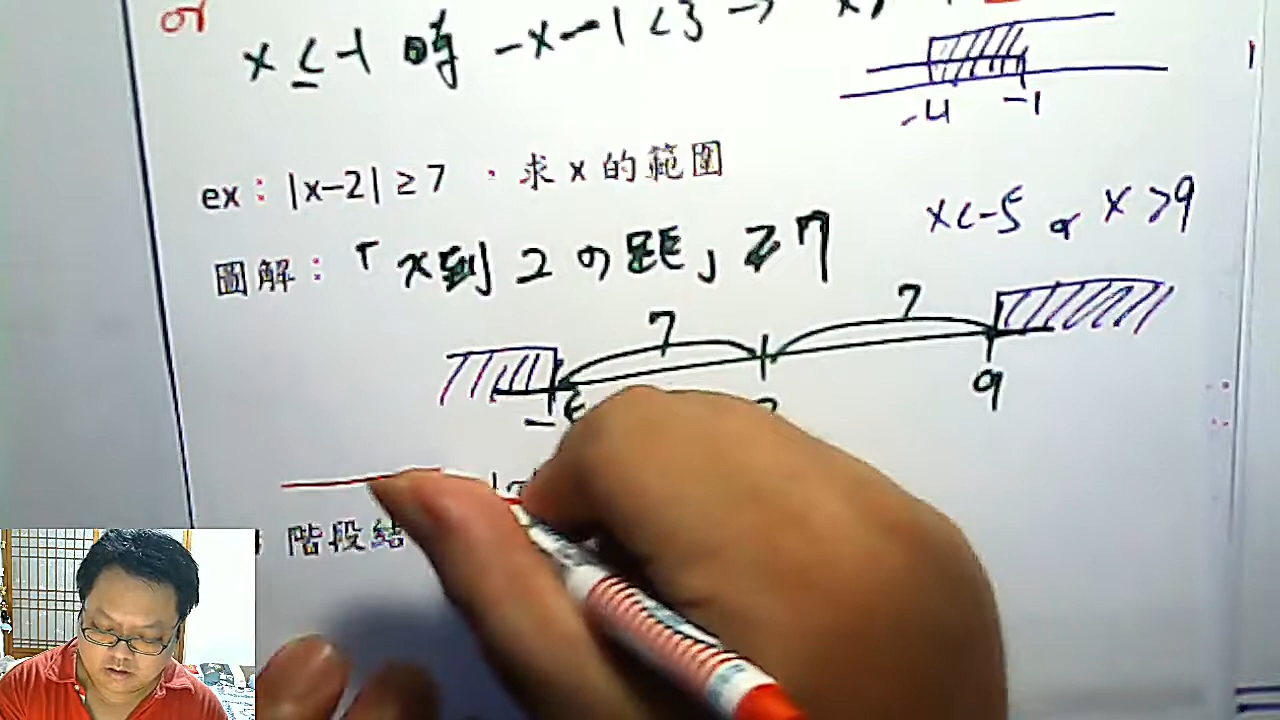 or
x ≤ -1 時 -x-1<3 → x>
-4 -1
ex：|x-2| ≥ 7 ，求 x 的範圍
x<-5 or x>9
圖解：「x到2の距」≥7
7 7
9
階段結